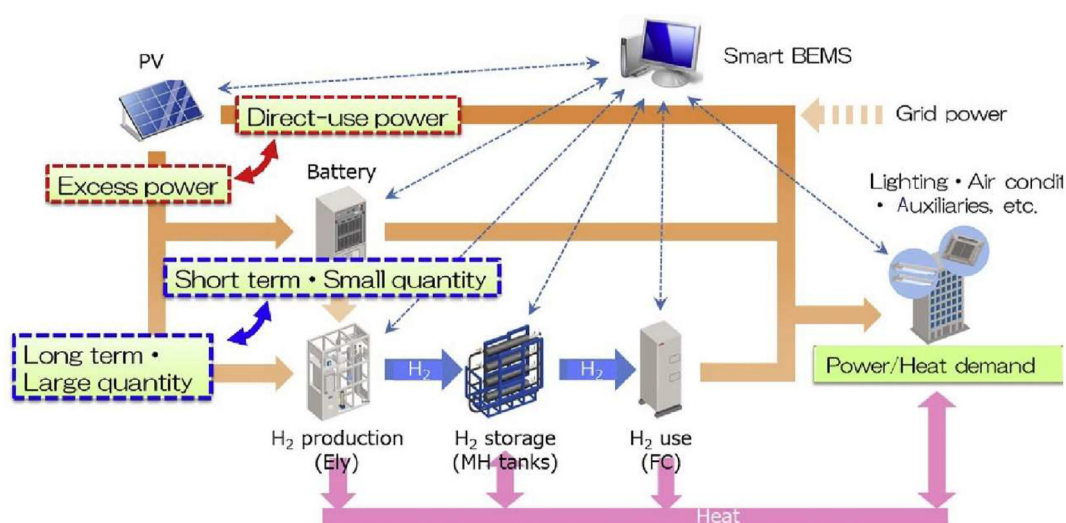 Smart BEMS
PV
Direct-use power
Grid power
Excess power
Battery
Lighting・Air condit
・Auxiliaries, etc.
Short term・Small quantity
Long term・
Large quantity
H₂
H₂
Power/Heat demand
H₂ production
(Ely)
H₂ storage
(MH tanks)
H₂ use
(FC)
Heat